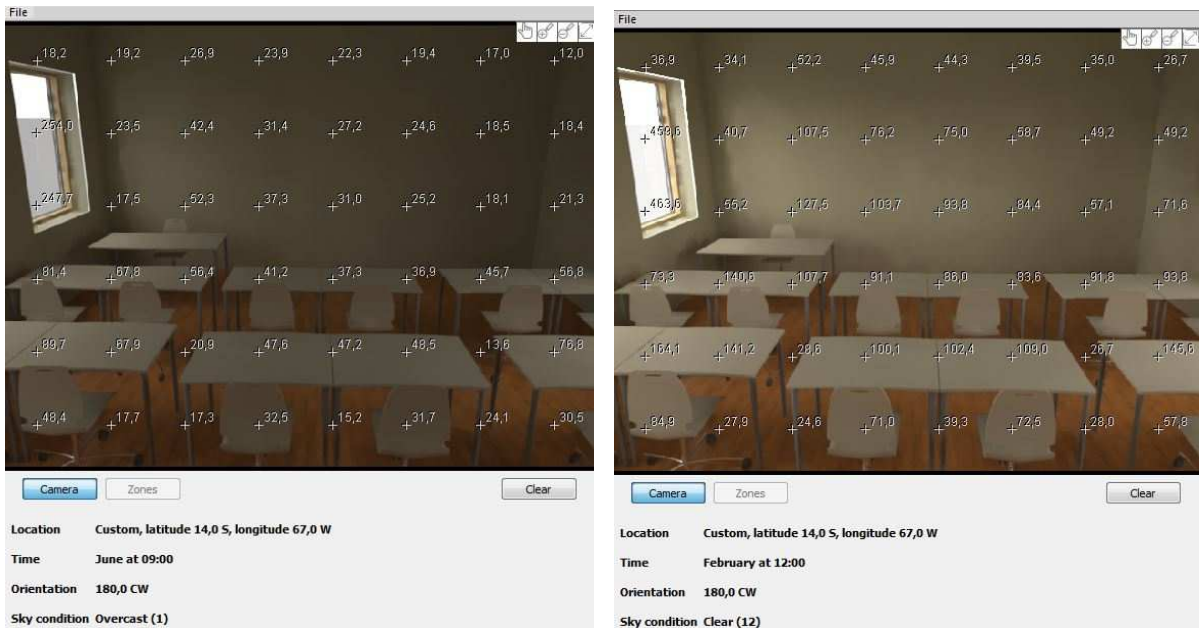 File
18,2 19,2 26,9 23,9 22,3 19,4 17,0 12,0
254,0 23,5 42,4 31,4 27,2 24,6 18,5 18,4
247,7 17,5 52,3 37,3 31,0 25,2 18,1 21,3
81,4 67,8 56,4 41,2 37,3 36,9 45,7 56,8
89,7 67,9 20,9 47,6 47,2 48,5 13,6 76,8
48,4 17,7 17,3 32,5 15,2 31,7 24,1 30,5
Camera Zones Clear
Location Custom, latitude 14,0 S, longitude 67,0 W
Time June at 09:00
Orientation 180,0 CW
Sky condition Overcast (1)
File
36,9 34,1 52,2 45,9 44,3 39,5 35,0 26,7
459,6 40,7 107,5 76,2 75,0 58,7 49,2 49,2
463,6 55,2 127,5 103,7 93,8 84,4 57,1 71,6
73,3 140,6 107,7 91,1 86,0 83,6 91,8 93,8
164,1 141,2 28,6 100,1 102,4 109,0 26,7 145,6
84,9 27,9 24,6 71,0 39,3 72,5 28,0 57,8
Camera Zones Clear
Location Custom, latitude 14,0 S, longitude 67,0 W
Time February at 12:00
Orientation 180,0 CW
Sky condition Clear (12)